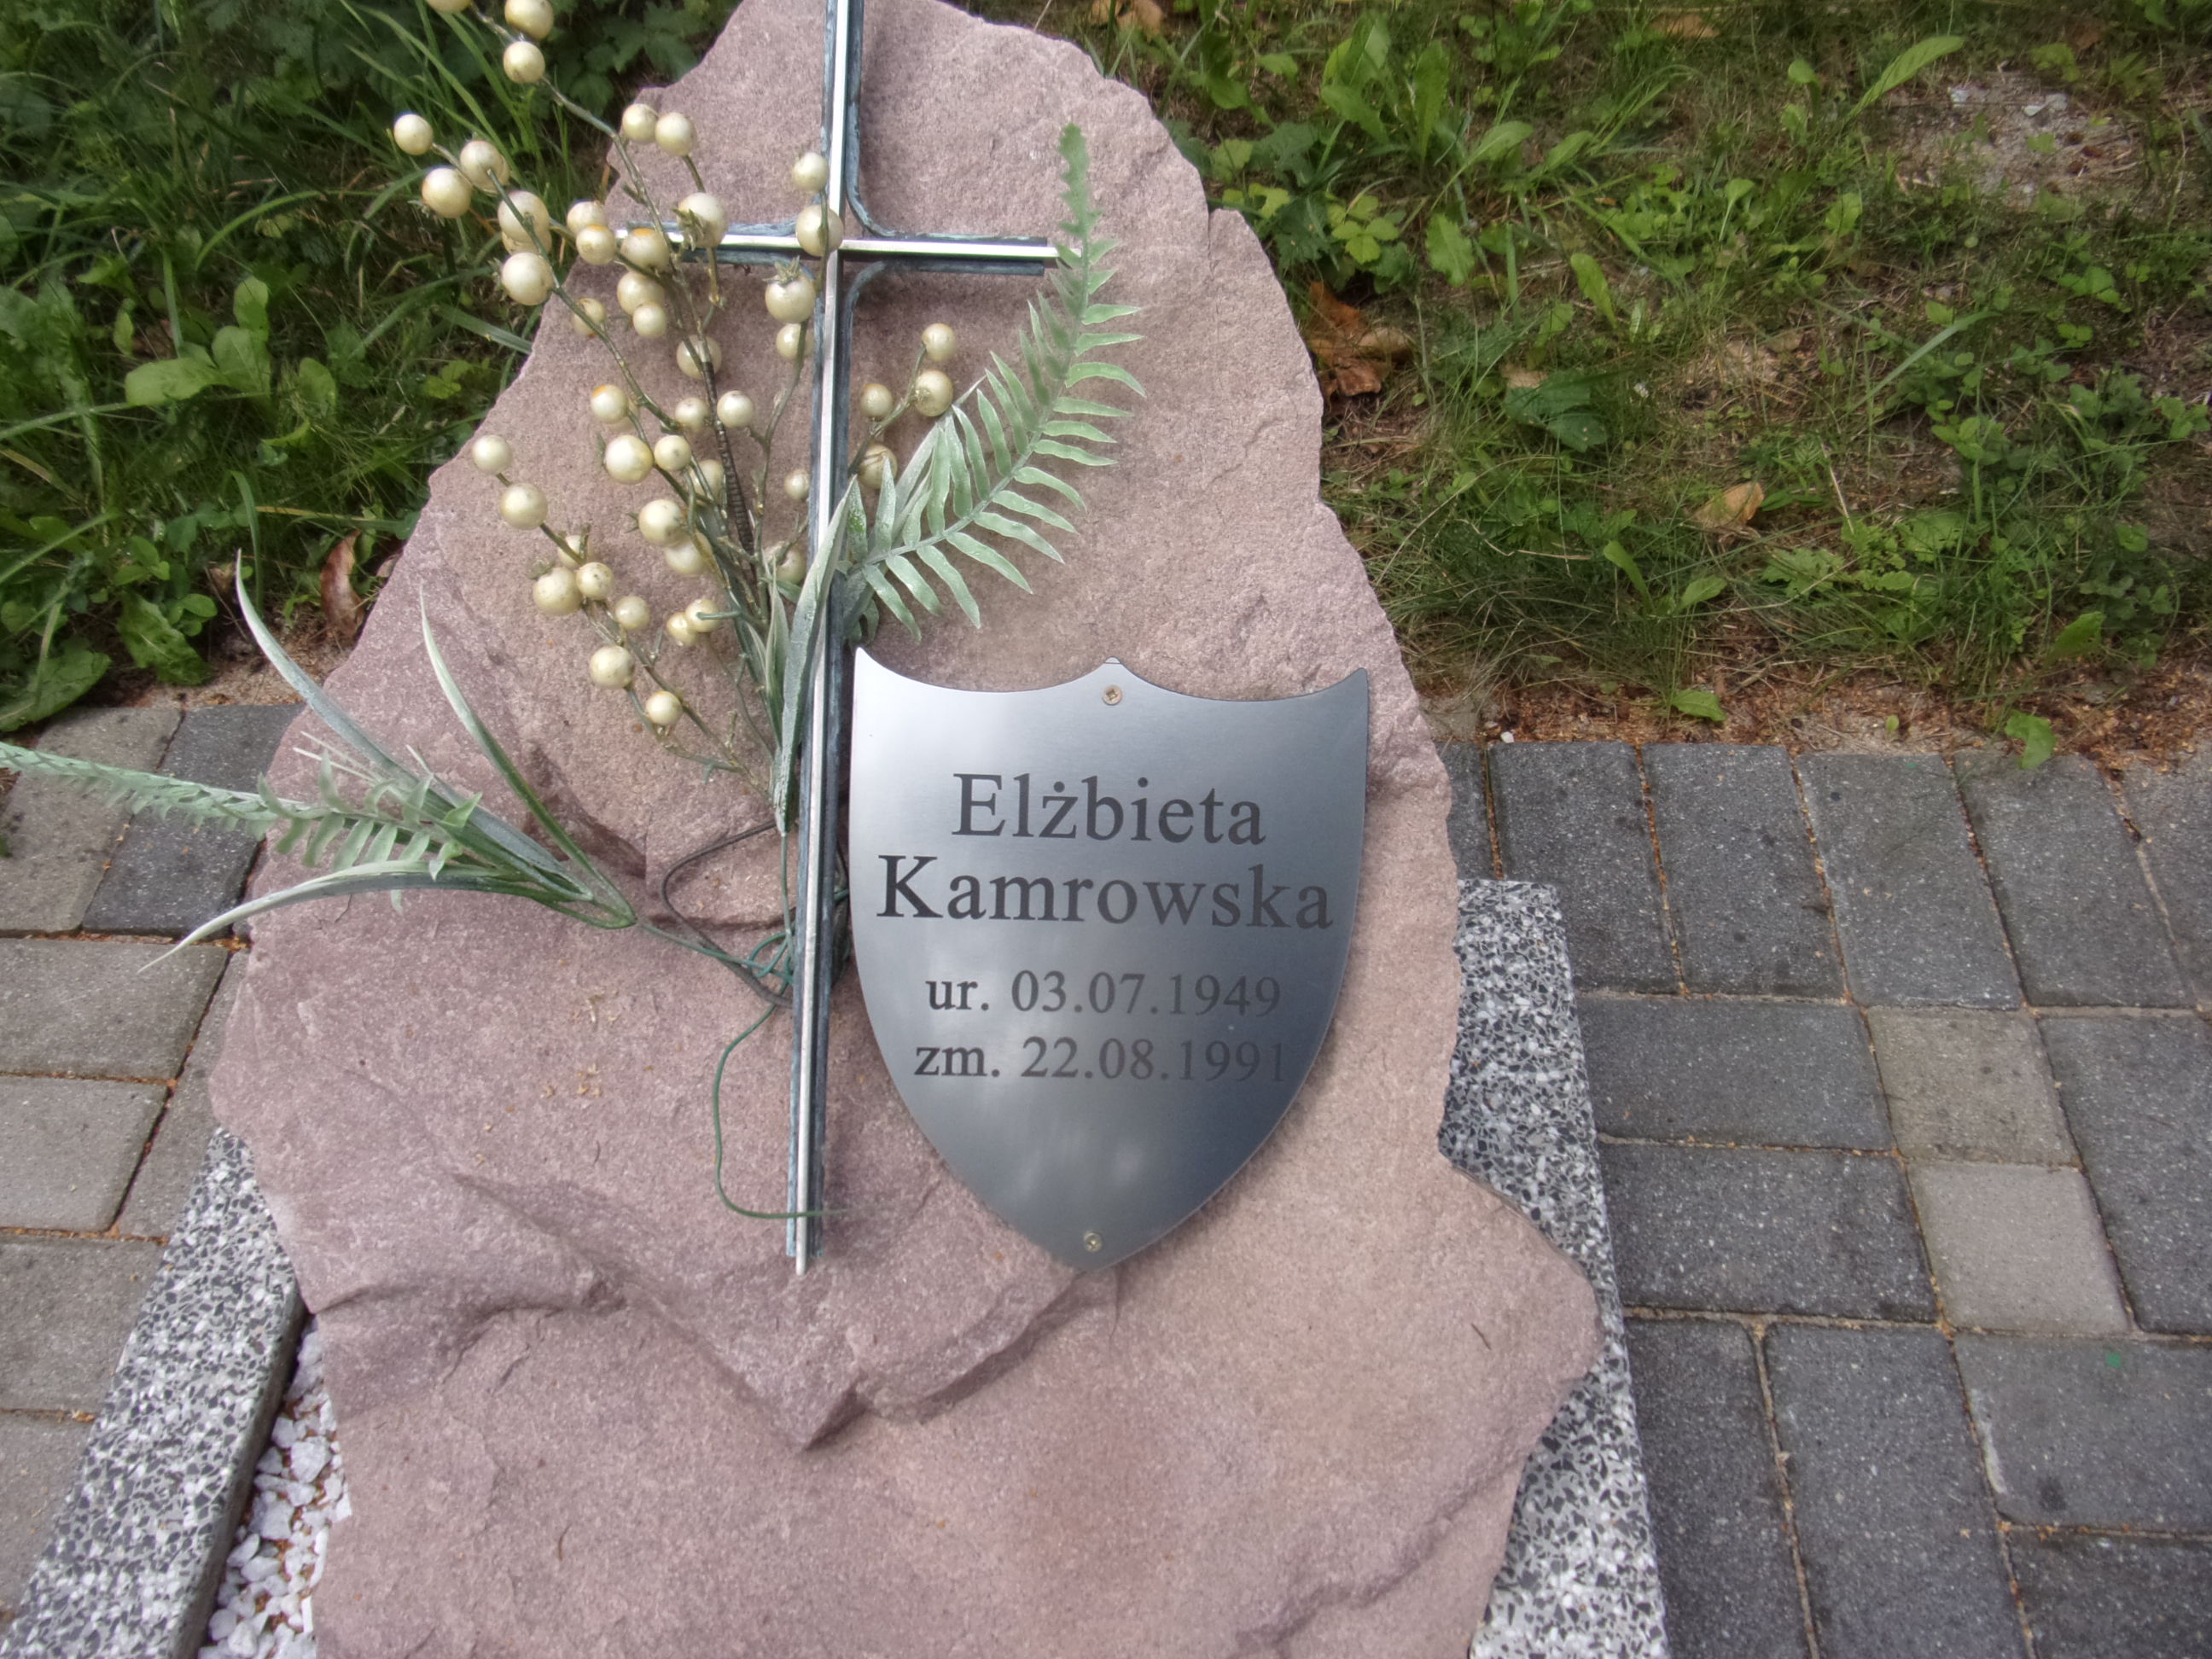 Elżbieta
Kamrowska
ur. 03.07.1949
zm. 22.08.1991